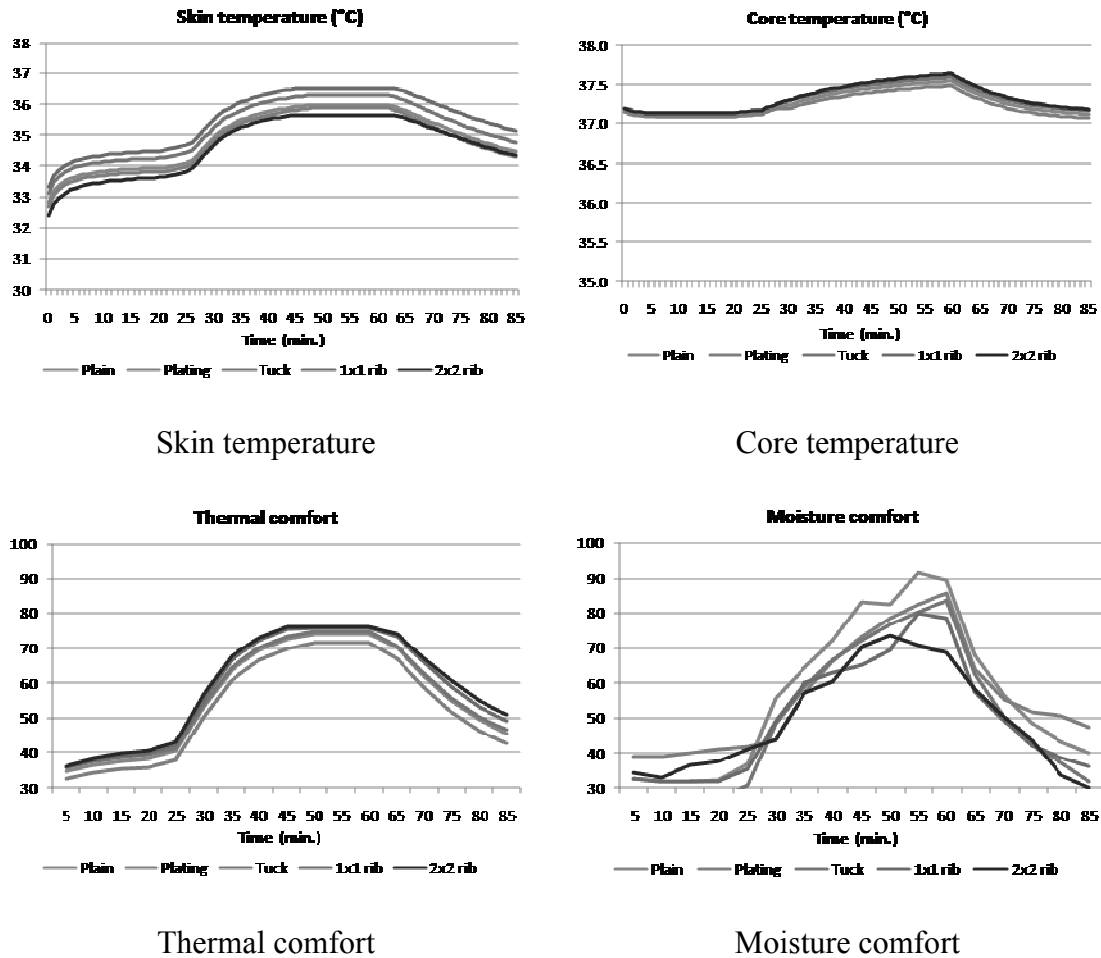 Skin temperature (°C)
38
37
36
35
34
33
32
31
30
0 5 10 15 20 25 30 35 40 45 50 55 60 65 70 75 80 85
Time (min.)
Plain Plating Tuck 1x1 rib 2x2 rib
Skin temperature
Core temperature (°C)
38.0
37.5
37.0
36.5
36.0
35.5
35.0
0 5 10 15 20 25 30 35 40 45 50 55 60 65 70 75 80 85
Time (min.)
Plain Plating Tuck 1x1 rib 2x2 rib
Core temperature
Thermal comfort
100
90
80
70
60
50
40
30
5 10 15 20 25 30 35 40 45 50 55 60 65 70 75 80 85
Time (min.)
Plain Plating Tuck 1x1 rib 2x2 rib
Thermal comfort
Moisture comfort
100
90
80
70
60
50
40
30
5 10 15 20 25 30 35 40 45 50 55 60 65 70 75 80 85
Time (min.)
Plain Plating Tuck 1x1 rib 2x2 rib
Moisture comfort